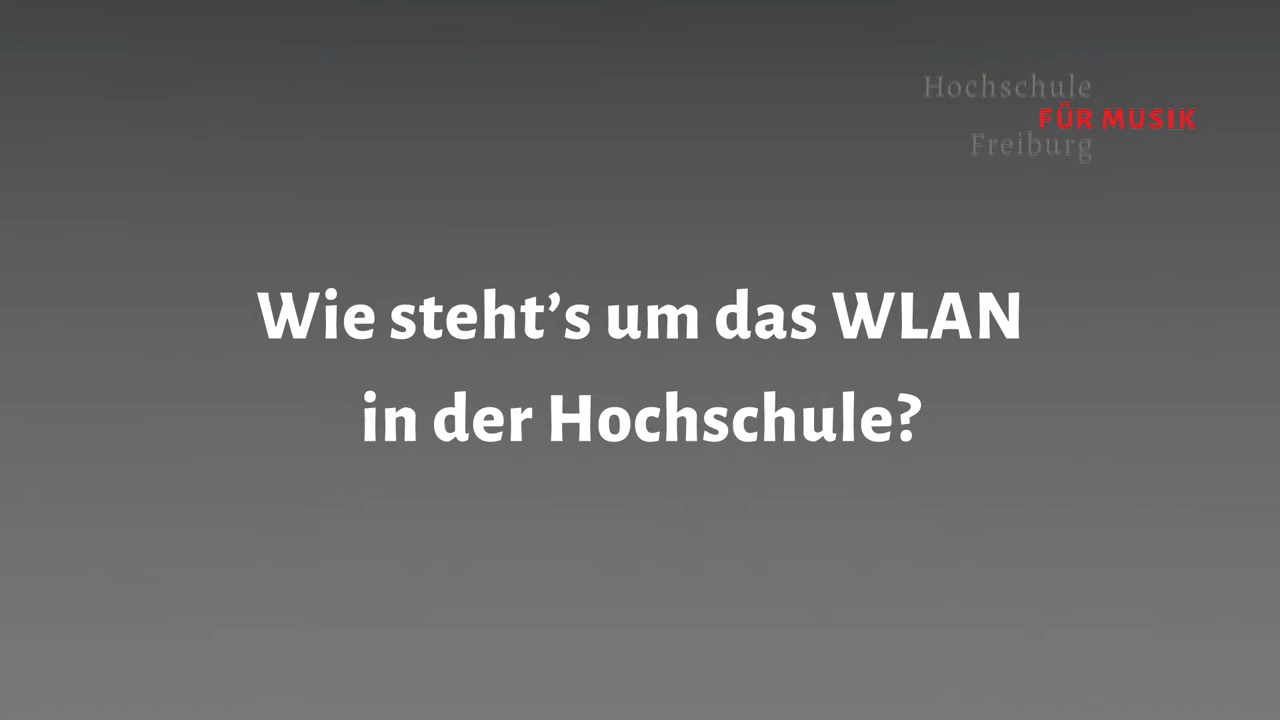 Hochschule
FÜR MUSIK
Freiburg
Wie steht’s um das WLAN
in der Hochschule?